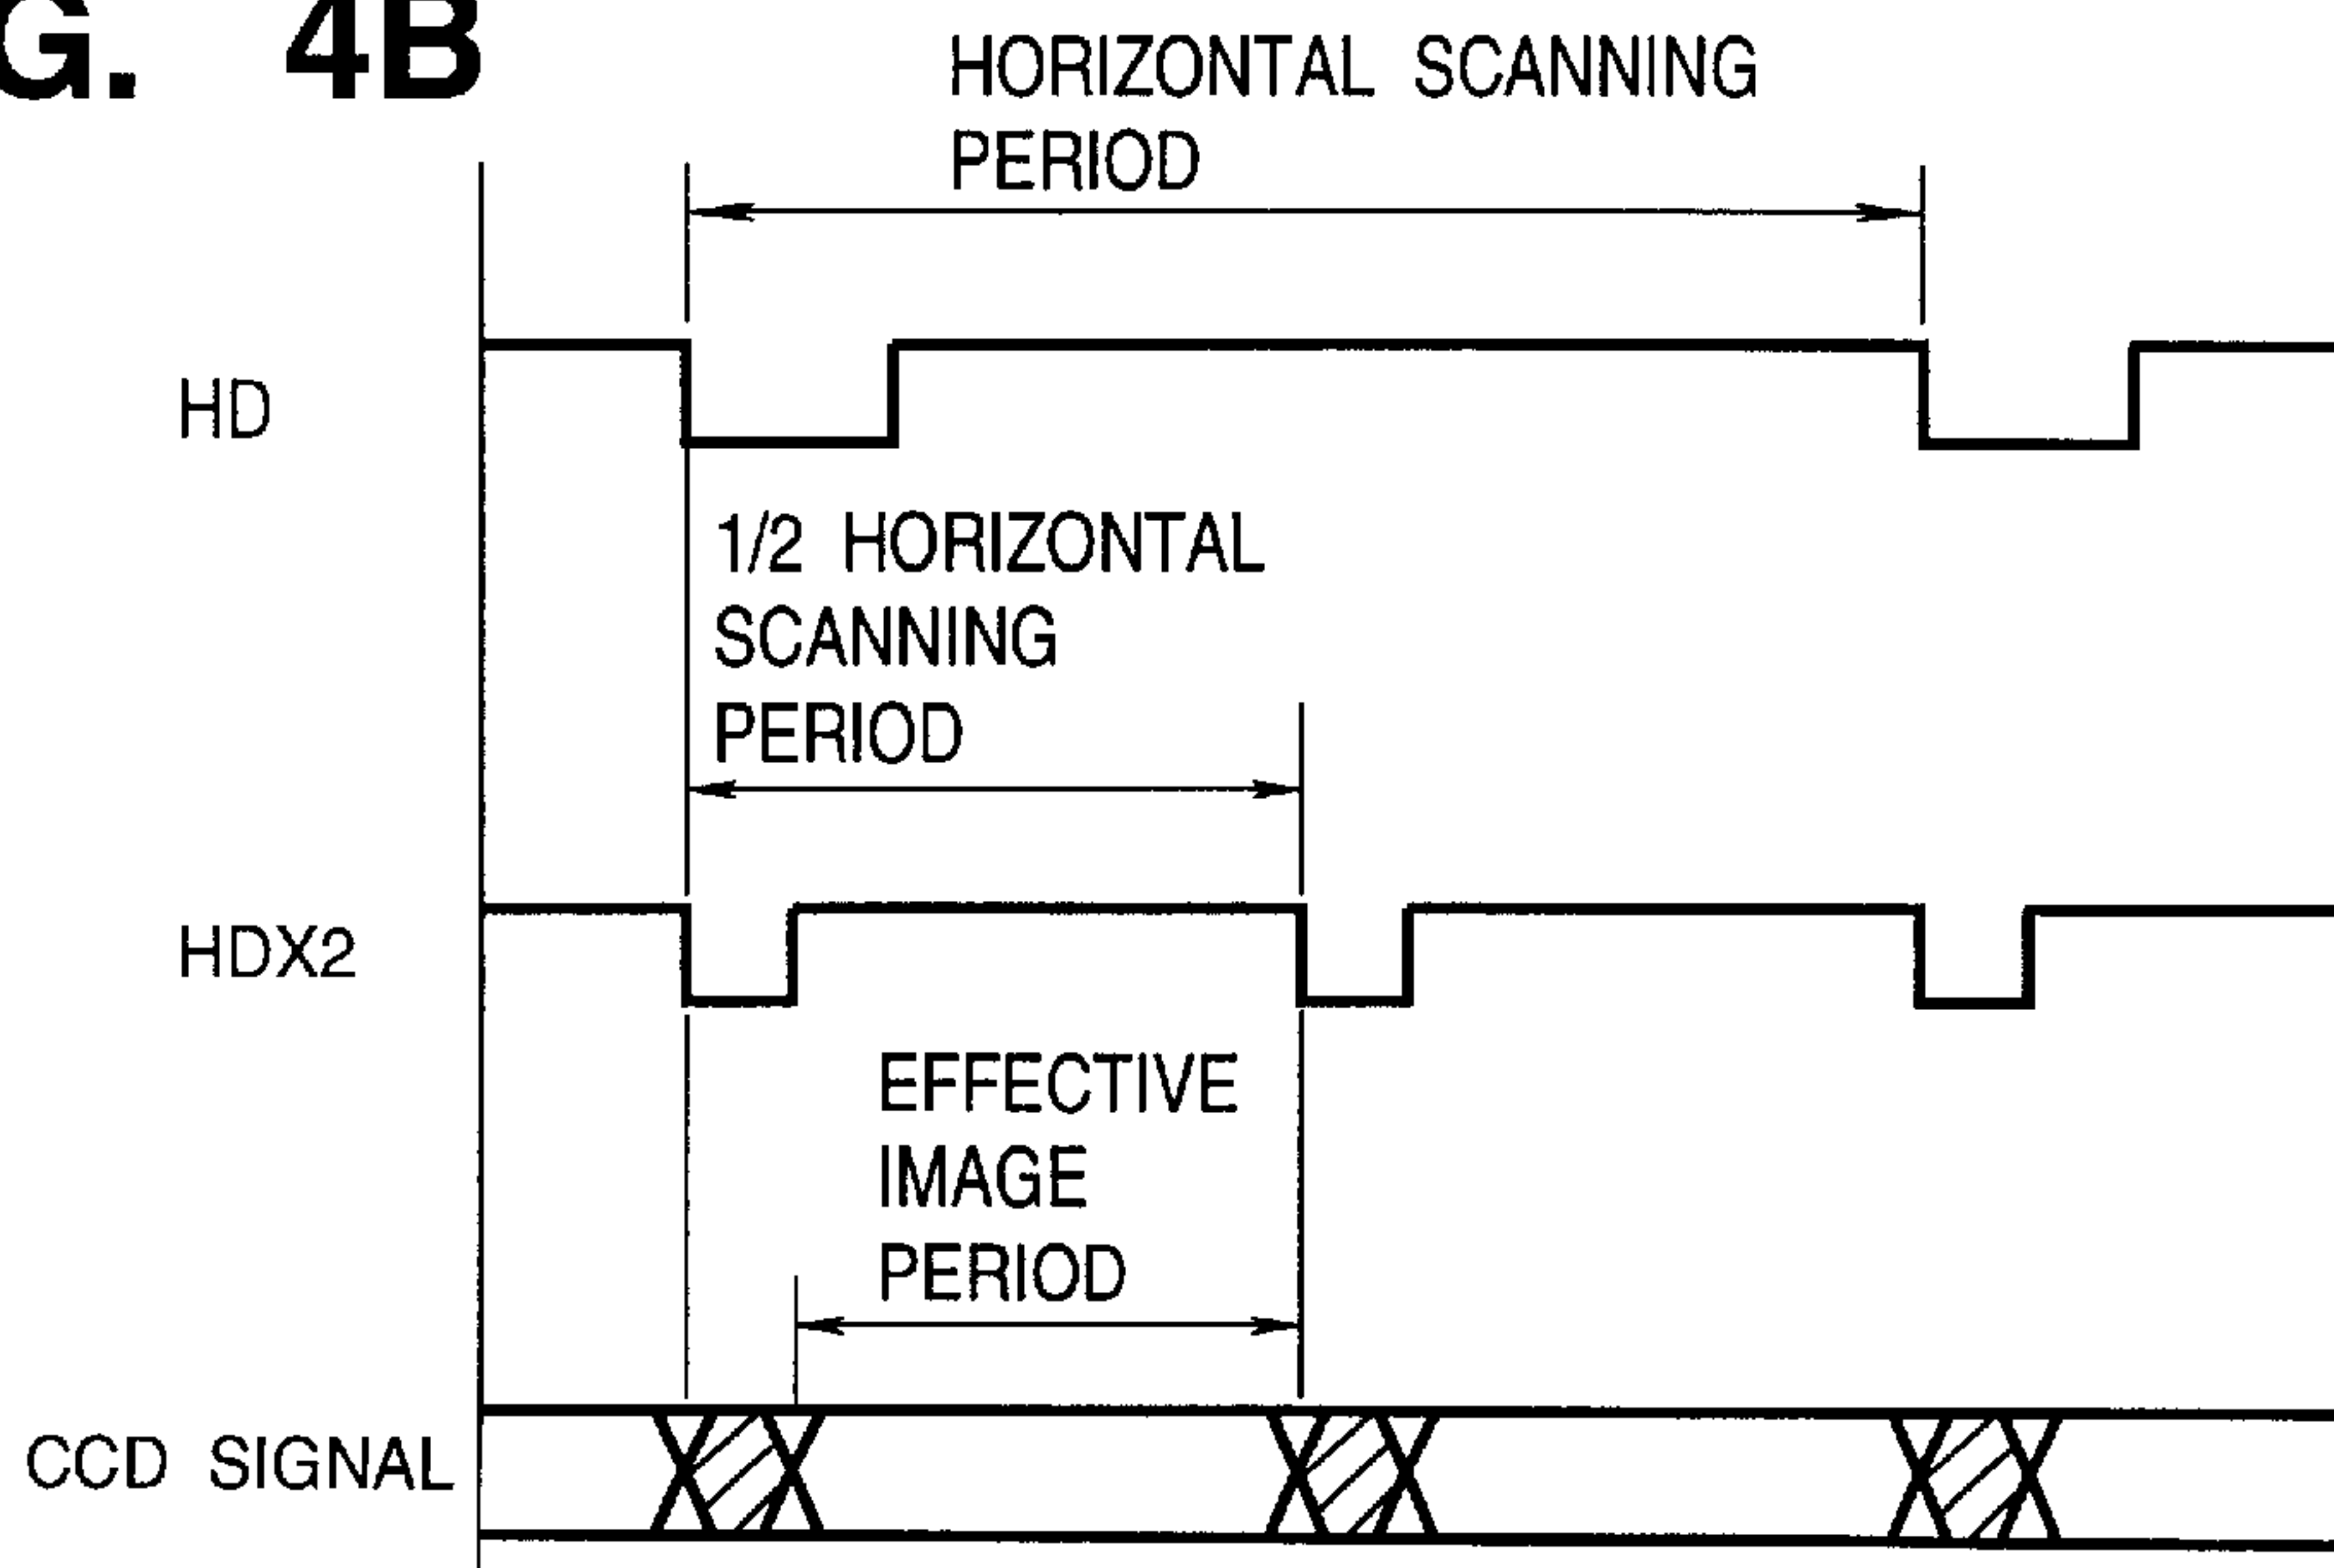 G. 4B
HORIZONTAL SCANNING
PERIOD
HD
1/2 HORIZONTAL
SCANNING
PERIOD
HDX2
EFFECTIVE
IMAGE
PERIOD
CCD SIGNAL